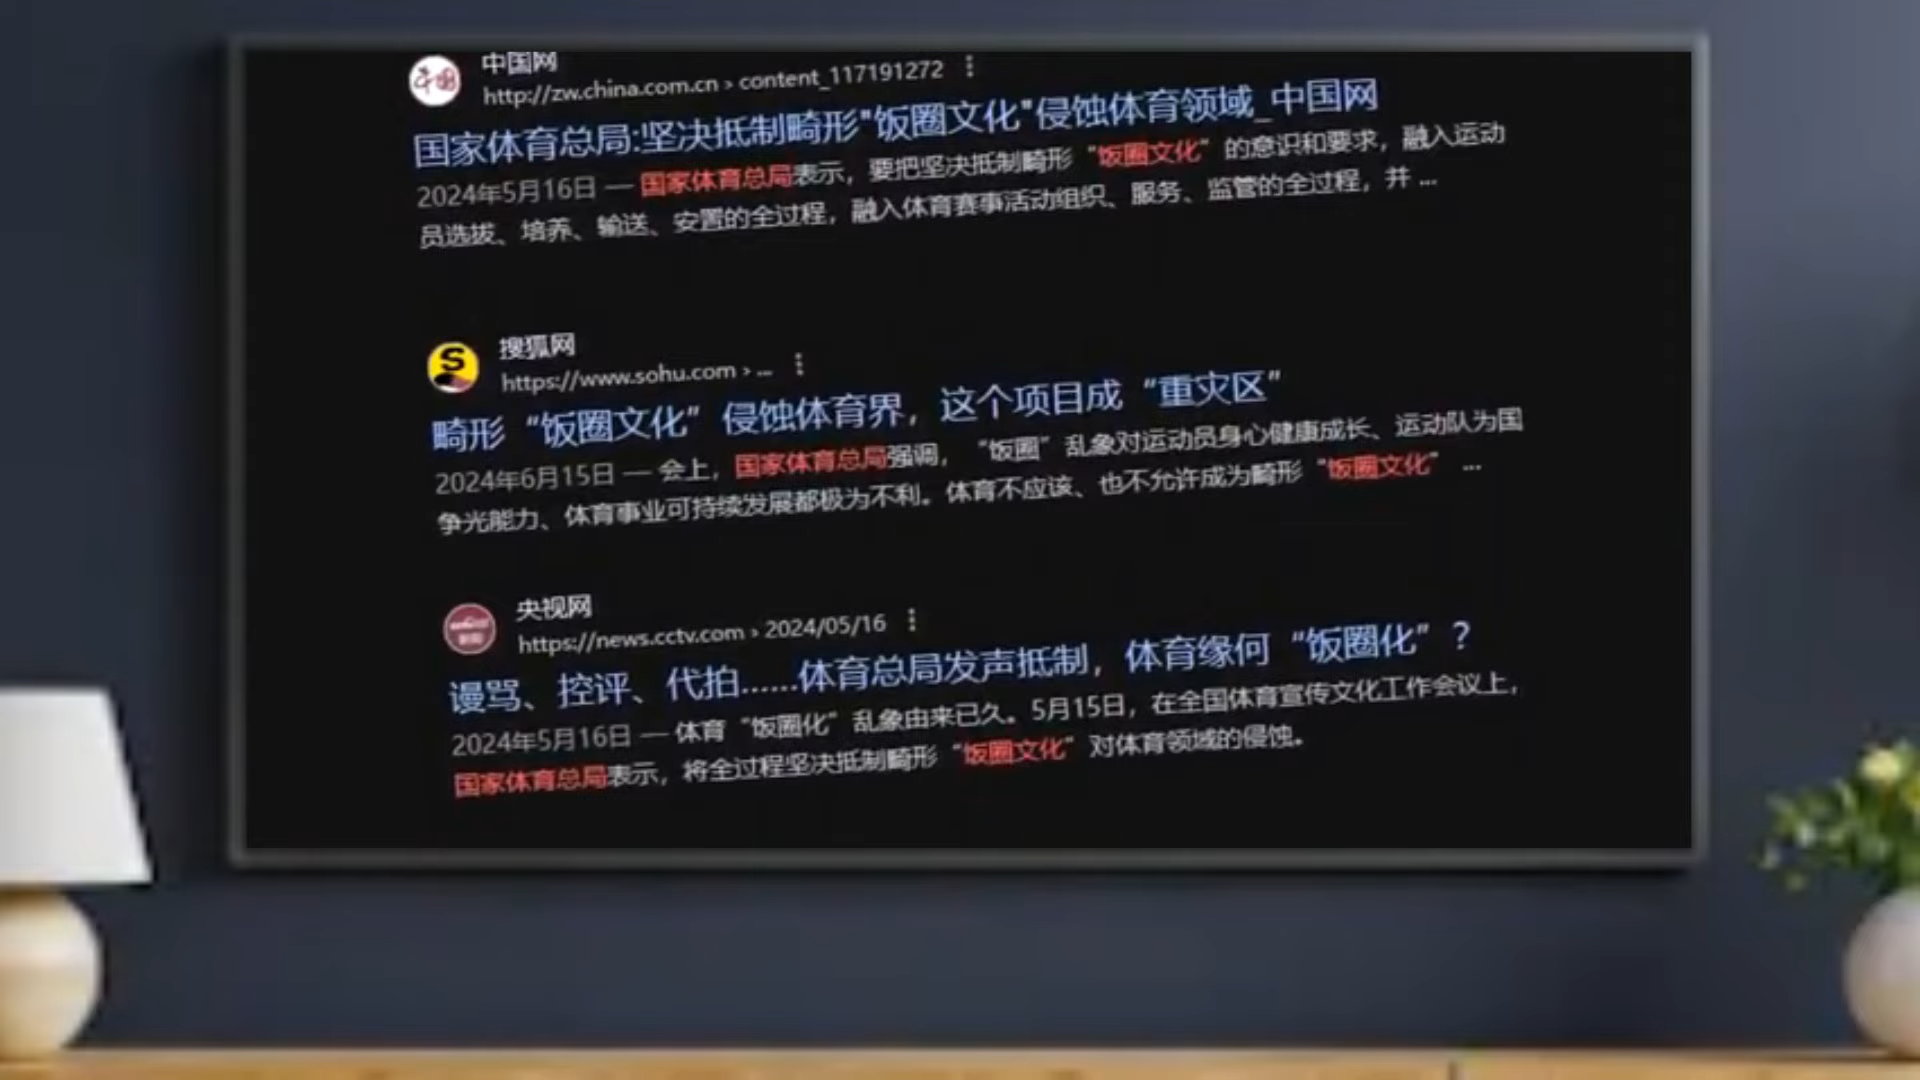 中国网
http://zw.china.com.cn › content_117191272
国家体育总局:坚决抵制畸形"饭圈文化"侵蚀体育领域_中国网
2024年5月16日 — 国家体育总局表示，要把坚决抵制畸形“饭圈文化”的意识和要求，融入运动
员选拔、培养、输送、安置的全过程，融入体育赛事活动组织、服务、监管的全过程，并 ...
搜狐网
https://www.sohu.com › ...
畸形“饭圈文化”侵蚀体育界，这个项目成“重灾区”
2024年6月15日 — 会上，国家体育总局强调，“饭圈”乱象对运动员身心健康成长、运动队为国
争光能力、体育事业可持续发展都极为不利。体育不应该、也不允许成为畸形“饭圈文化” ...
央视网
https://news.cctv.com › 2024/05/16
谩骂、控评、代拍......体育总局发声抵制，体育缘何“饭圈化”？
2024年5月16日 — 体育“饭圈化”乱象由来已久。5月15日，在全国体育宣传文化工作会议上，
国家体育总局表示，将全过程坚决抵制畸形“饭圈文化”对体育领域的侵蚀。